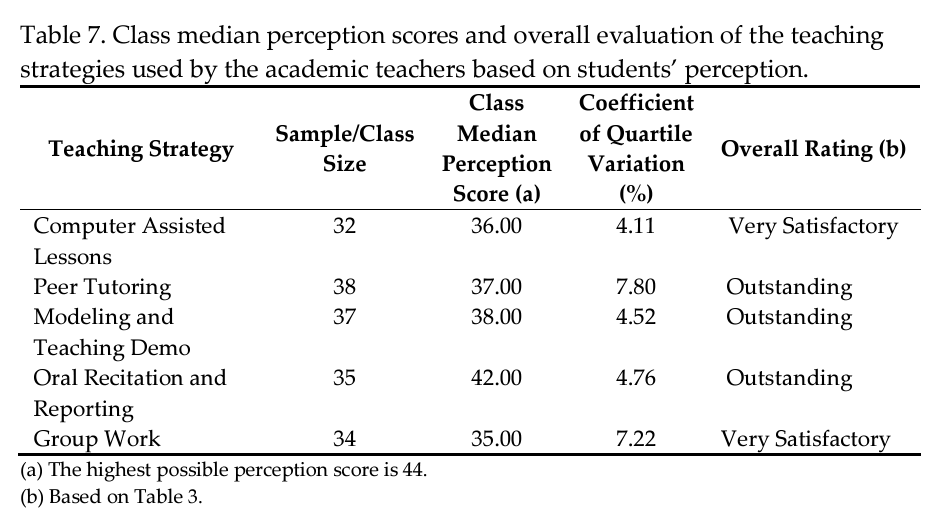 Table 7. Class median perception scores and overall evaluation of the teaching
strategies used by the academic teachers based on students’ perception.
Teaching Strategy Sample/Class Size Class Median Perception Score (a) Coefficient of Quartile Variation (%) Overall Rating (b)
Computer Assisted Lessons 32 36.00 4.11 Very Satisfactory
Peer Tutoring 38 37.00 7.80 Outstanding
Modeling and Teaching Demo 37 38.00 4.52 Outstanding
Oral Recitation and Reporting 35 42.00 4.76 Outstanding
Group Work 34 35.00 7.22 Very Satisfactory
(a) The highest possible perception score is 44.
(b) Based on Table 3.